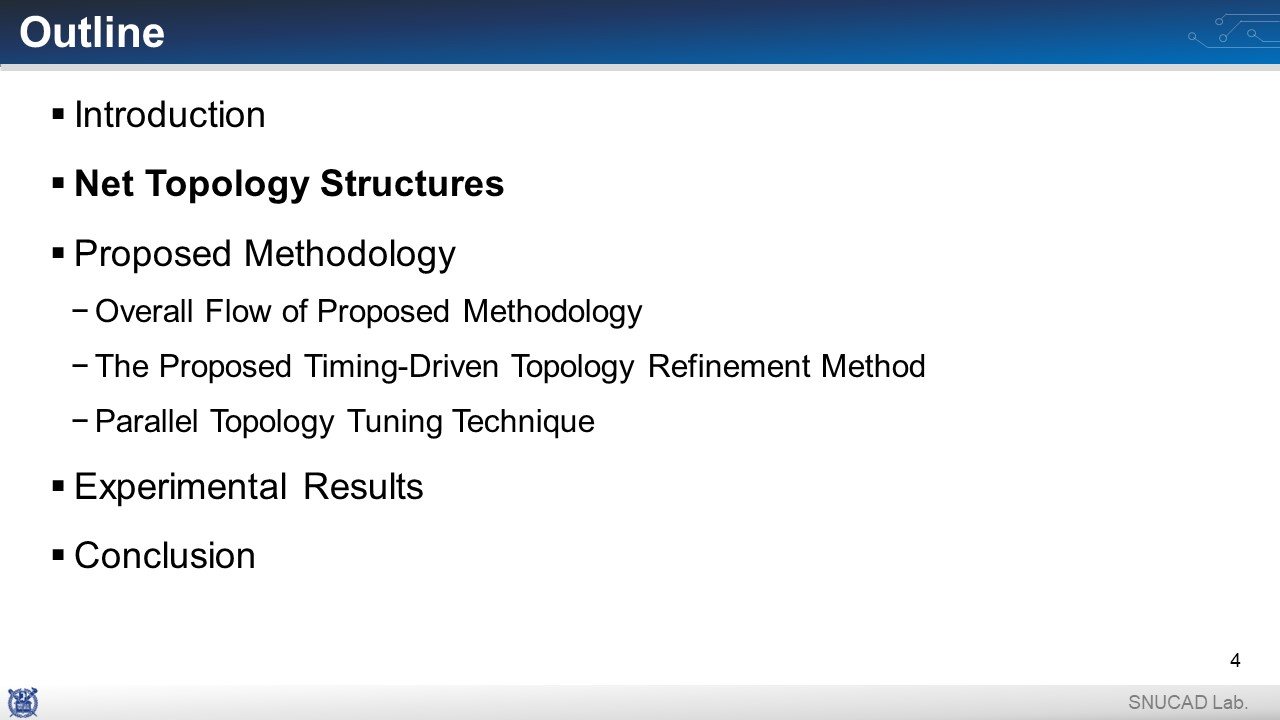 Outline
▪ Introduction
▪ Net Topology Structures
▪ Proposed Methodology
− Overall Flow of Proposed Methodology
− The Proposed Timing-Driven Topology Refinement Method
− Parallel Topology Tuning Technique
▪ Experimental Results
▪ Conclusion
4
SNUCAD Lab.